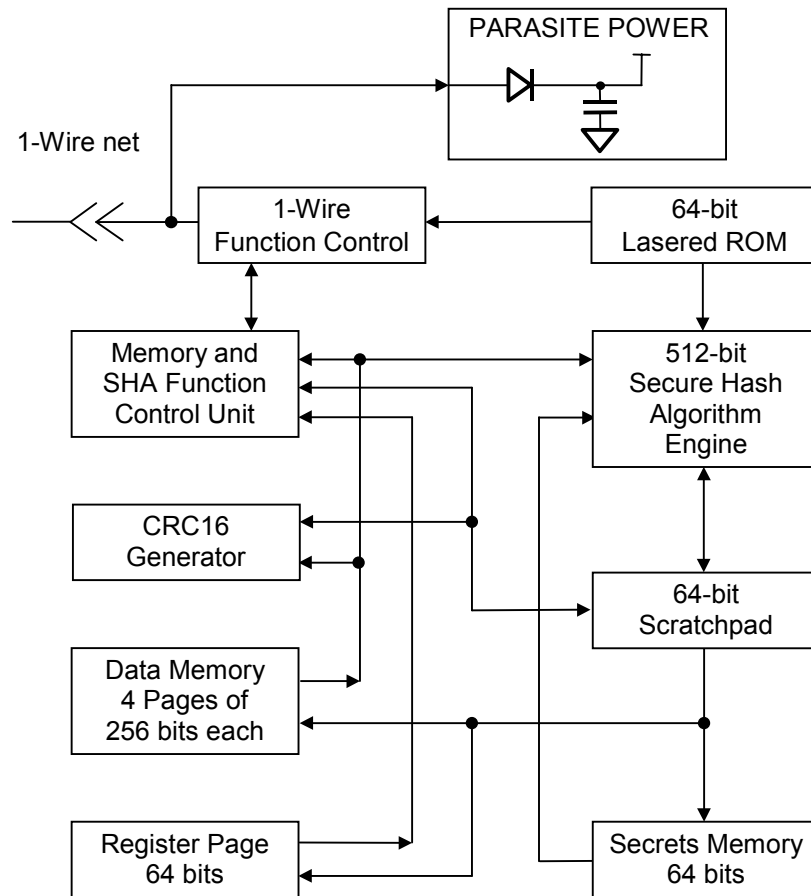 PARASITE POWER
1-Wire net
1-Wire
Function Control
64-bit
Lasered ROM
Memory and
SHA Function
Control Unit
512-bit
Secure Hash
Algorithm
Engine
CRC16
Generator
64-bit
Scratchpad
Data Memory
4 Pages of
256 bits each
Register Page
64 bits
Secrets Memory
64 bits